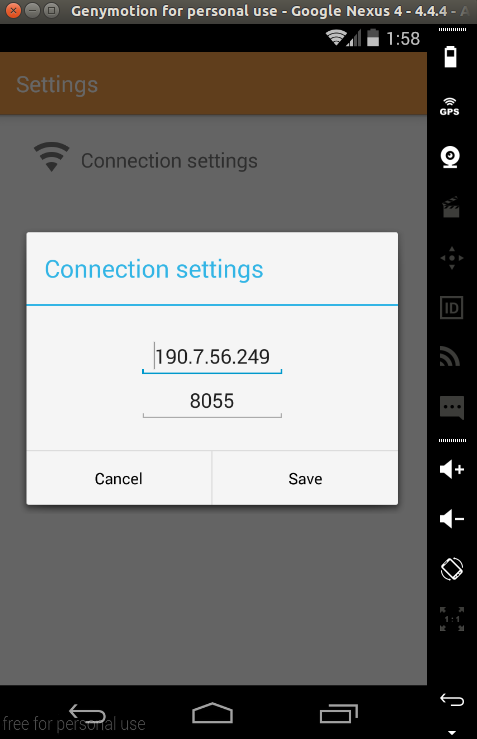 Genymotion for personal use - Google Nexus 4 - 4.4.4 - A
1:58
Settings
GPS
Connection settings
ID
Connection settings
190.7.56.249
8055
Cancel
Save
1:1
free for personal use